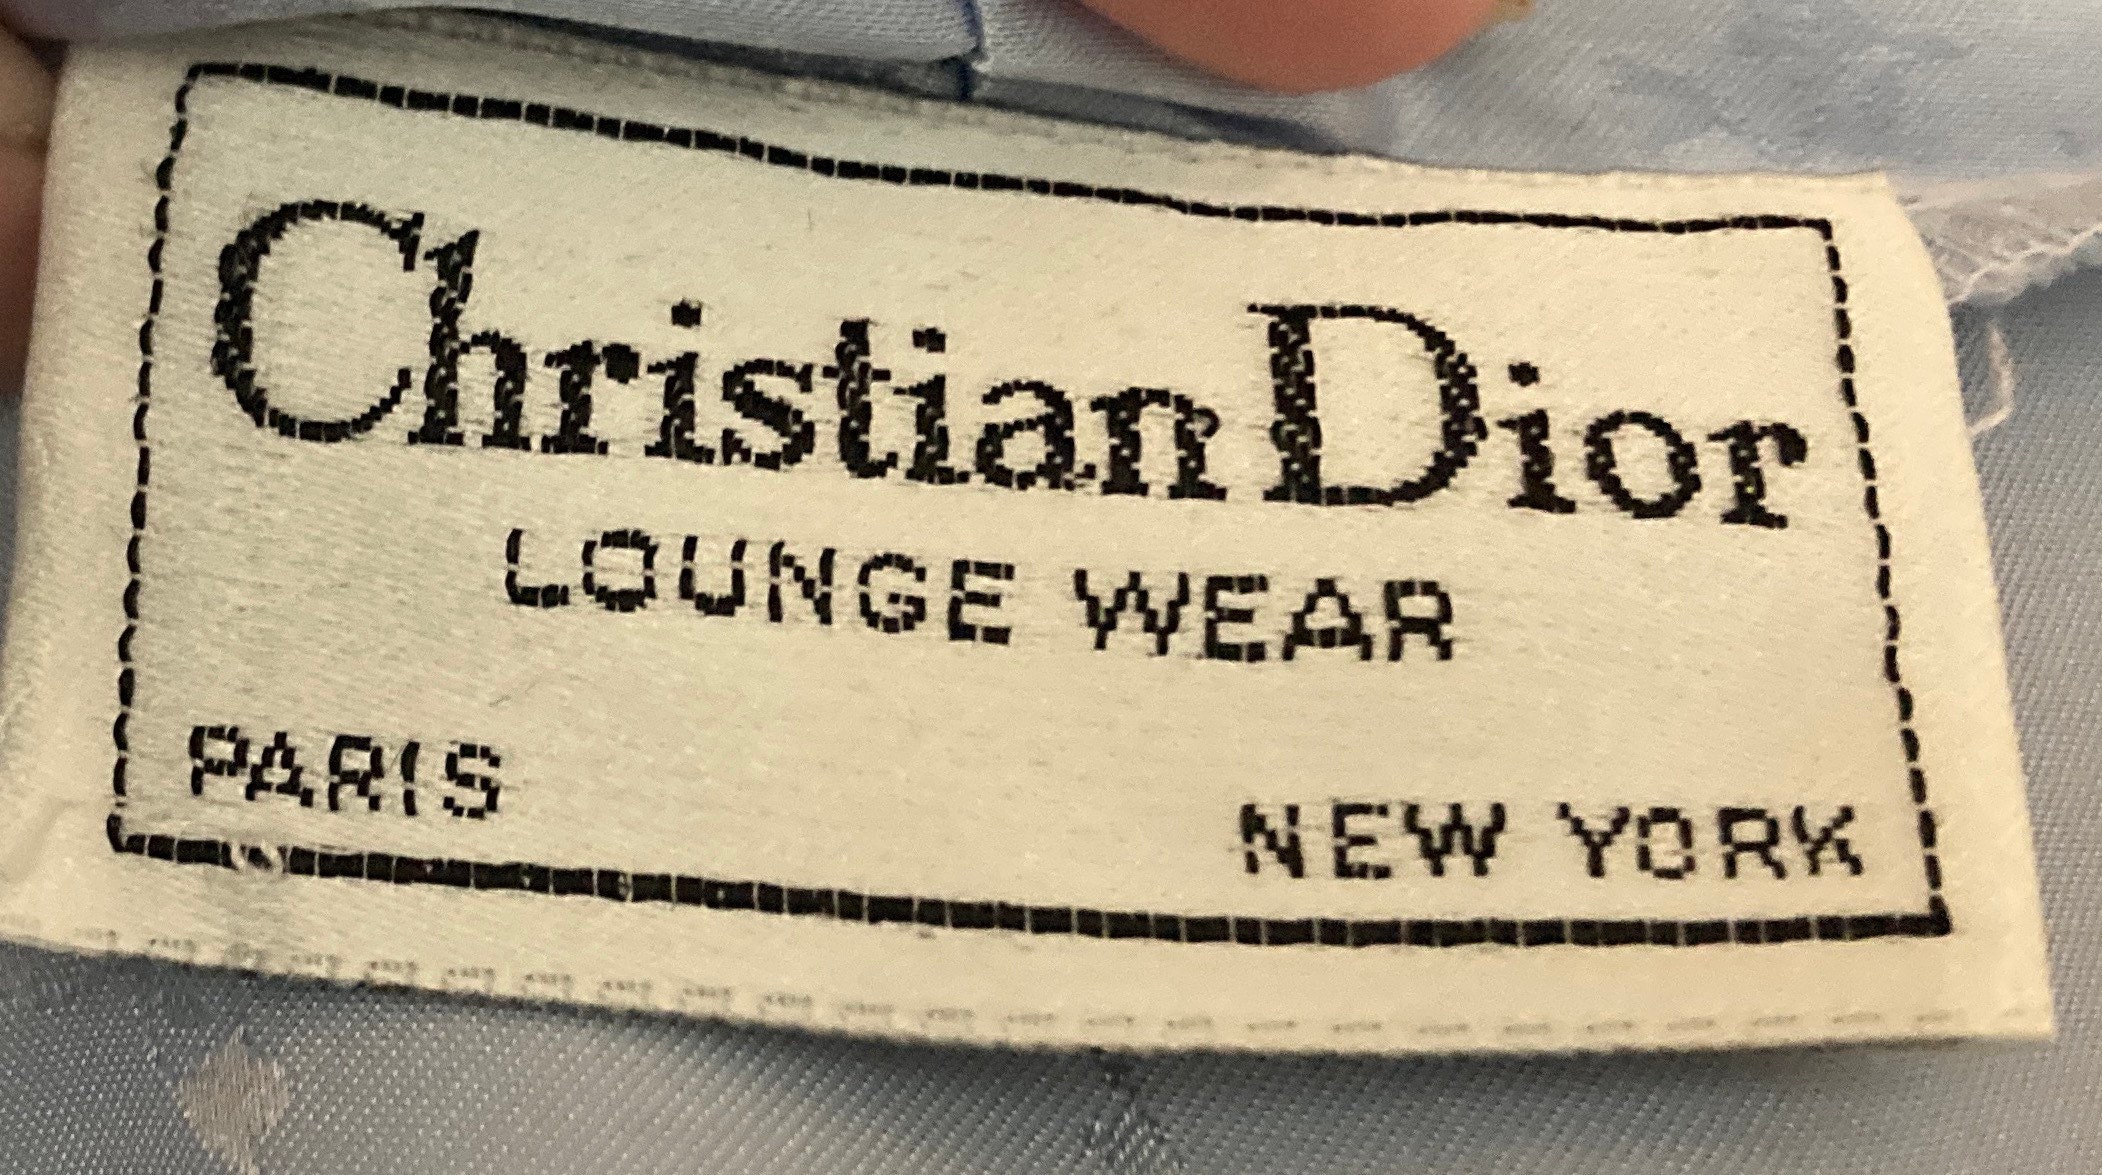 Christian Dior
LOUNGE WEAR
PARIS
NEW YORK